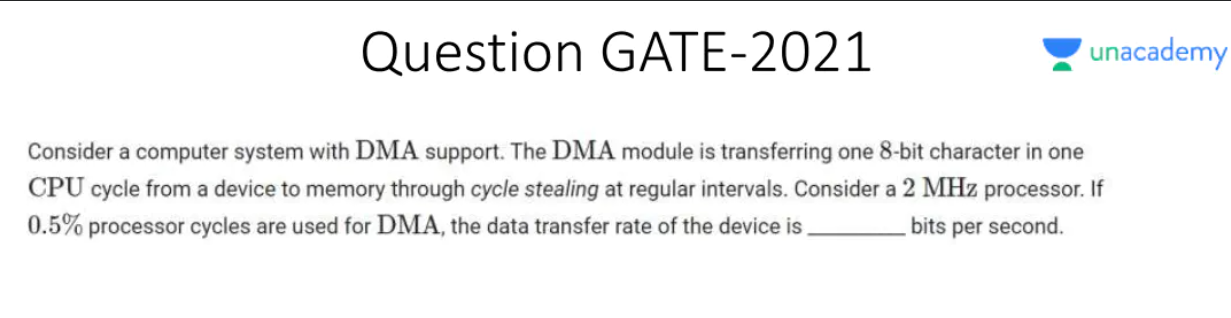 Question GATE-2021
unacademy
Consider a computer system with DMA support. The DMA module is transferring one 8-bit character in one
CPU cycle from a device to memory through cycle stealing at regular intervals. Consider a 2 MHz processor. If
0.5% processor cycles are used for DMA, the data transfer rate of the device is ________ bits per second.